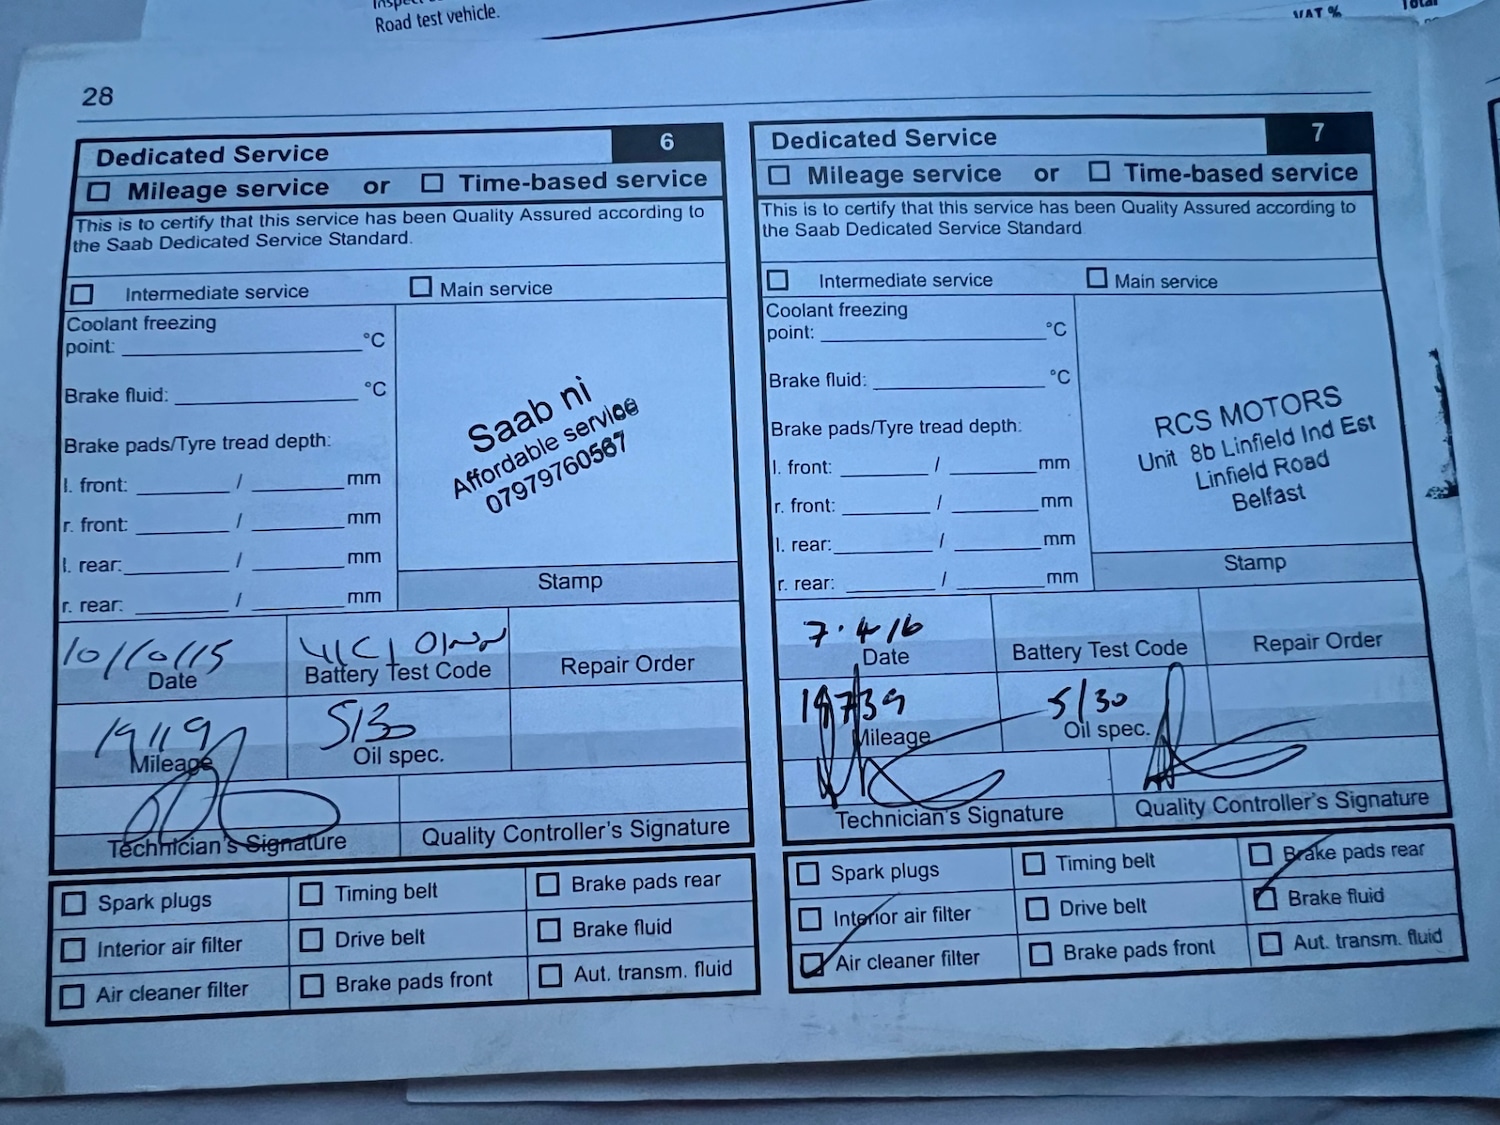 Road test vehicle.
VAT %
28
Dedicated Service 6
Mileage service or Time-based service
This is to certify that this service has been Quality Assured according to
the Saab Dedicated Service Standard.
Intermediate service Main service
Coolant freezing
point: °C
Brake fluid: °C
Brake pads/Tyre tread depth:
l. front: / mm
r. front: / mm
l. rear: / mm
r. rear: / mm
Saab ni
Affordable service
07979760567
Stamp
10/10/15
Date Battery Test Code Repair Order
19119 5/30
Mileage Oil spec.
Technician's Signature Quality Controller's Signature
Spark plugs Timing belt Brake pads rear
Interior air filter Drive belt Brake fluid
Air cleaner filter Brake pads front Aut. transm. fluid
Dedicated Service 7
Mileage service or Time-based service
This is to certify that this service has been Quality Assured according to
the Saab Dedicated Service Standard
Intermediate service Main service
Coolant freezing
point: °C
Brake fluid: °C
Brake pads/Tyre tread depth:
l. front: / mm
r. front: / mm
l. rear: / mm
r. rear: / mm
RCS MOTORS
Unit 8b Linfield Ind Est
Linfield Road
Belfast
Stamp
7.4/16
Date Battery Test Code Repair Order
19739 5/30
Mileage Oil spec.
Technician's Signature Quality Controller's Signature
Spark plugs Timing belt Brake pads rear
Interior air filter Drive belt Brake fluid
Air cleaner filter Brake pads front Aut. transm. fluid